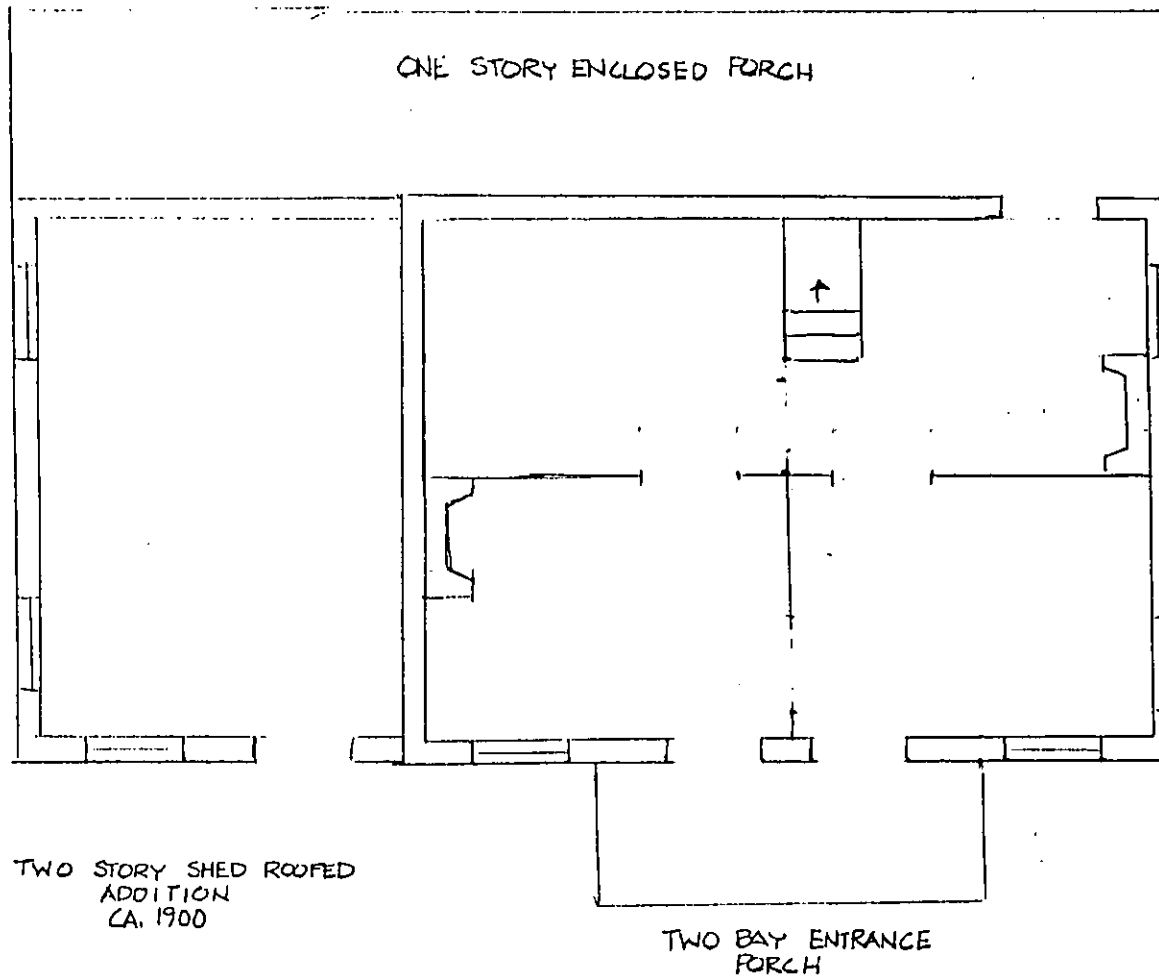 ONE STORY ENCLOSED PORCH
TWO STORY SHED ROOFED
ADDITION
CA. 1900
TWO BAY ENTRANCE
PORCH